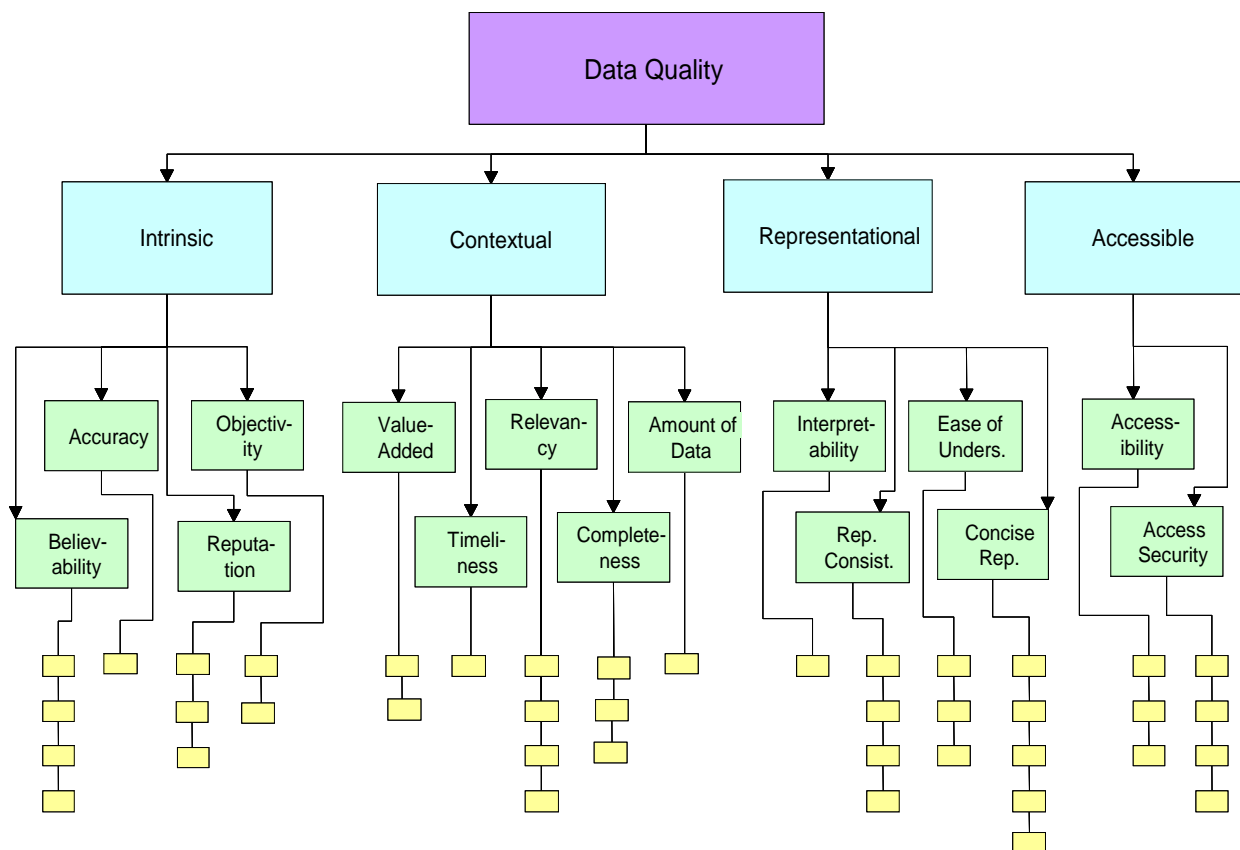 Data Quality
Intrinsic
Contextual
Representational
Accessible
Accuracy
Objectiv-
ity
Value-
Added
Relevan-
cy
Amount of
Data
Interpret-
ability
Ease of
Unders.
Access-
ibility
Believ-
ability
Reputa-
tion
Timeli-
ness
Complete-
ness
Rep.
Consist.
Concise
Rep.
Access
Security